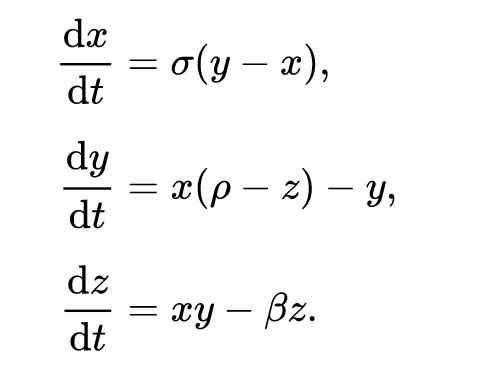 dx/dt = σ(y − x),
dy/dt = x(ρ − z) − y,
dz/dt = xy − βz.